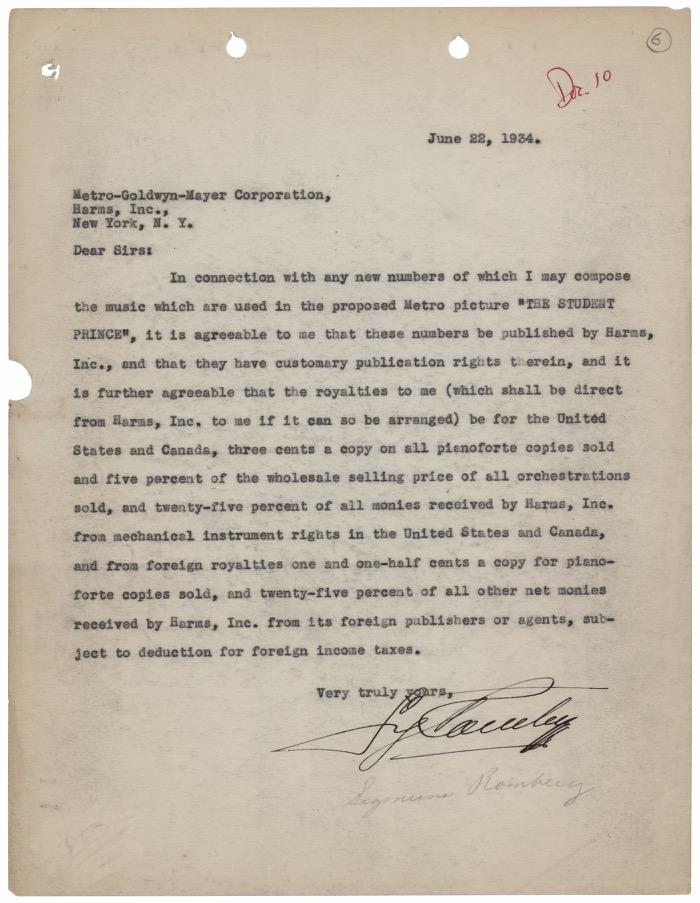 6
Doc. 10
June 22, 1934.
Metro-Goldwyn-Mayer Corporation,
Harms, Inc.,
New York, N. Y.
Dear Sirs:
In connection with any new numbers of which I may compose
the music which are used in the proposed Metro picture "THE STUDENT
PRINCE", it is agreeable to me that these numbers be published by Harms,
Inc., and that they have customary publication rights therein, and it
is further agreeable that the royalties to me (which shall be direct
from Harms, Inc. to me if it can so be arranged) be for the United
States and Canada, three cents a copy on all pianoforte copies sold
and five percent of the wholesale selling price of all orchestrations
sold, and twenty-five percent of all monies received by Harms, Inc.
from mechanical instrument rights in the United States and Canada,
and from foreign royalties one and one-half cents a copy for piano-
forte copies sold, and twenty-five percent of all other net monies
received by Harms, Inc. from its foreign publishers or agents, sub-
ject to deduction for foreign income taxes.
Very truly yours,
Sigmund Romberg